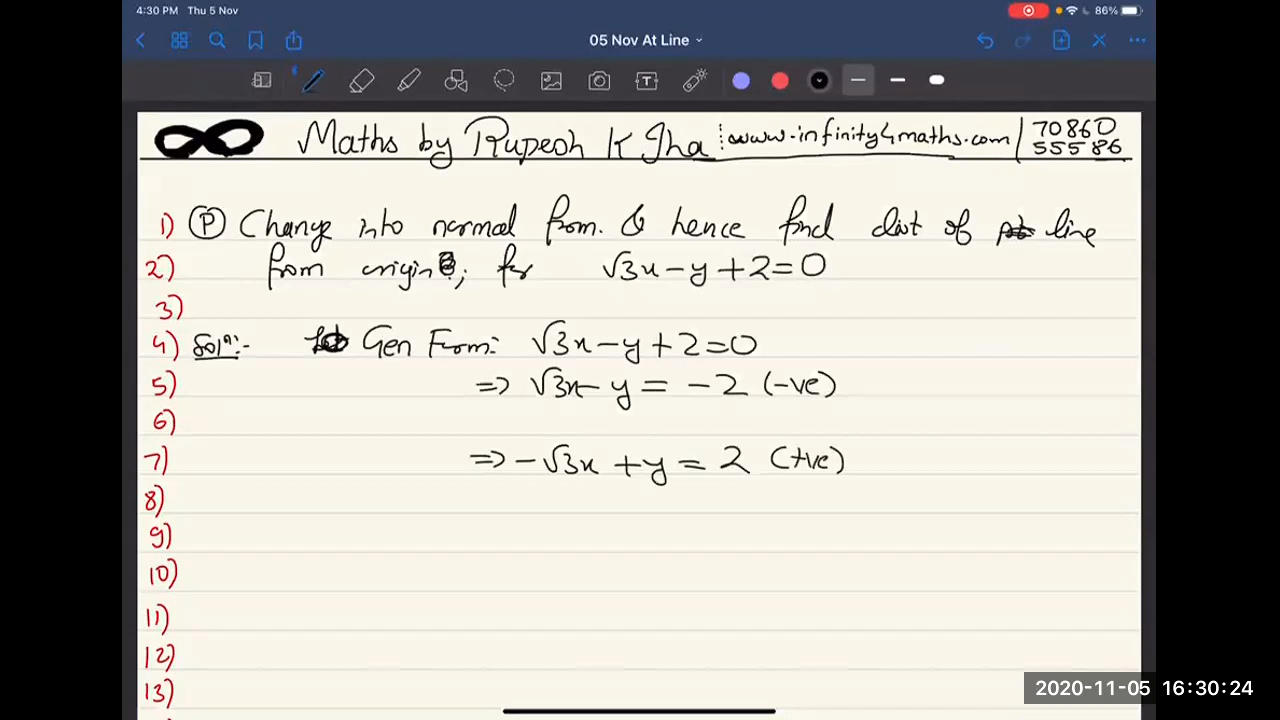 4:30 PM Thu 5 Nov
86%
05 Nov At Line
∞ Maths by Rupesh K Jha www.infinity4maths.com / 70860 55586
1) (P) Change into normal from. & hence find dist of line
2) from origin, for √3x - y + 2 = 0
3)
4) Solⁿ:- Gen Form: √3x - y + 2 = 0
5) => √3x - y = - 2 (-ve)
6)
7) => - √3x + y = 2 (+ve)
8)
9)
10)
11)
12)
13)
2020-11-05 16:30:24